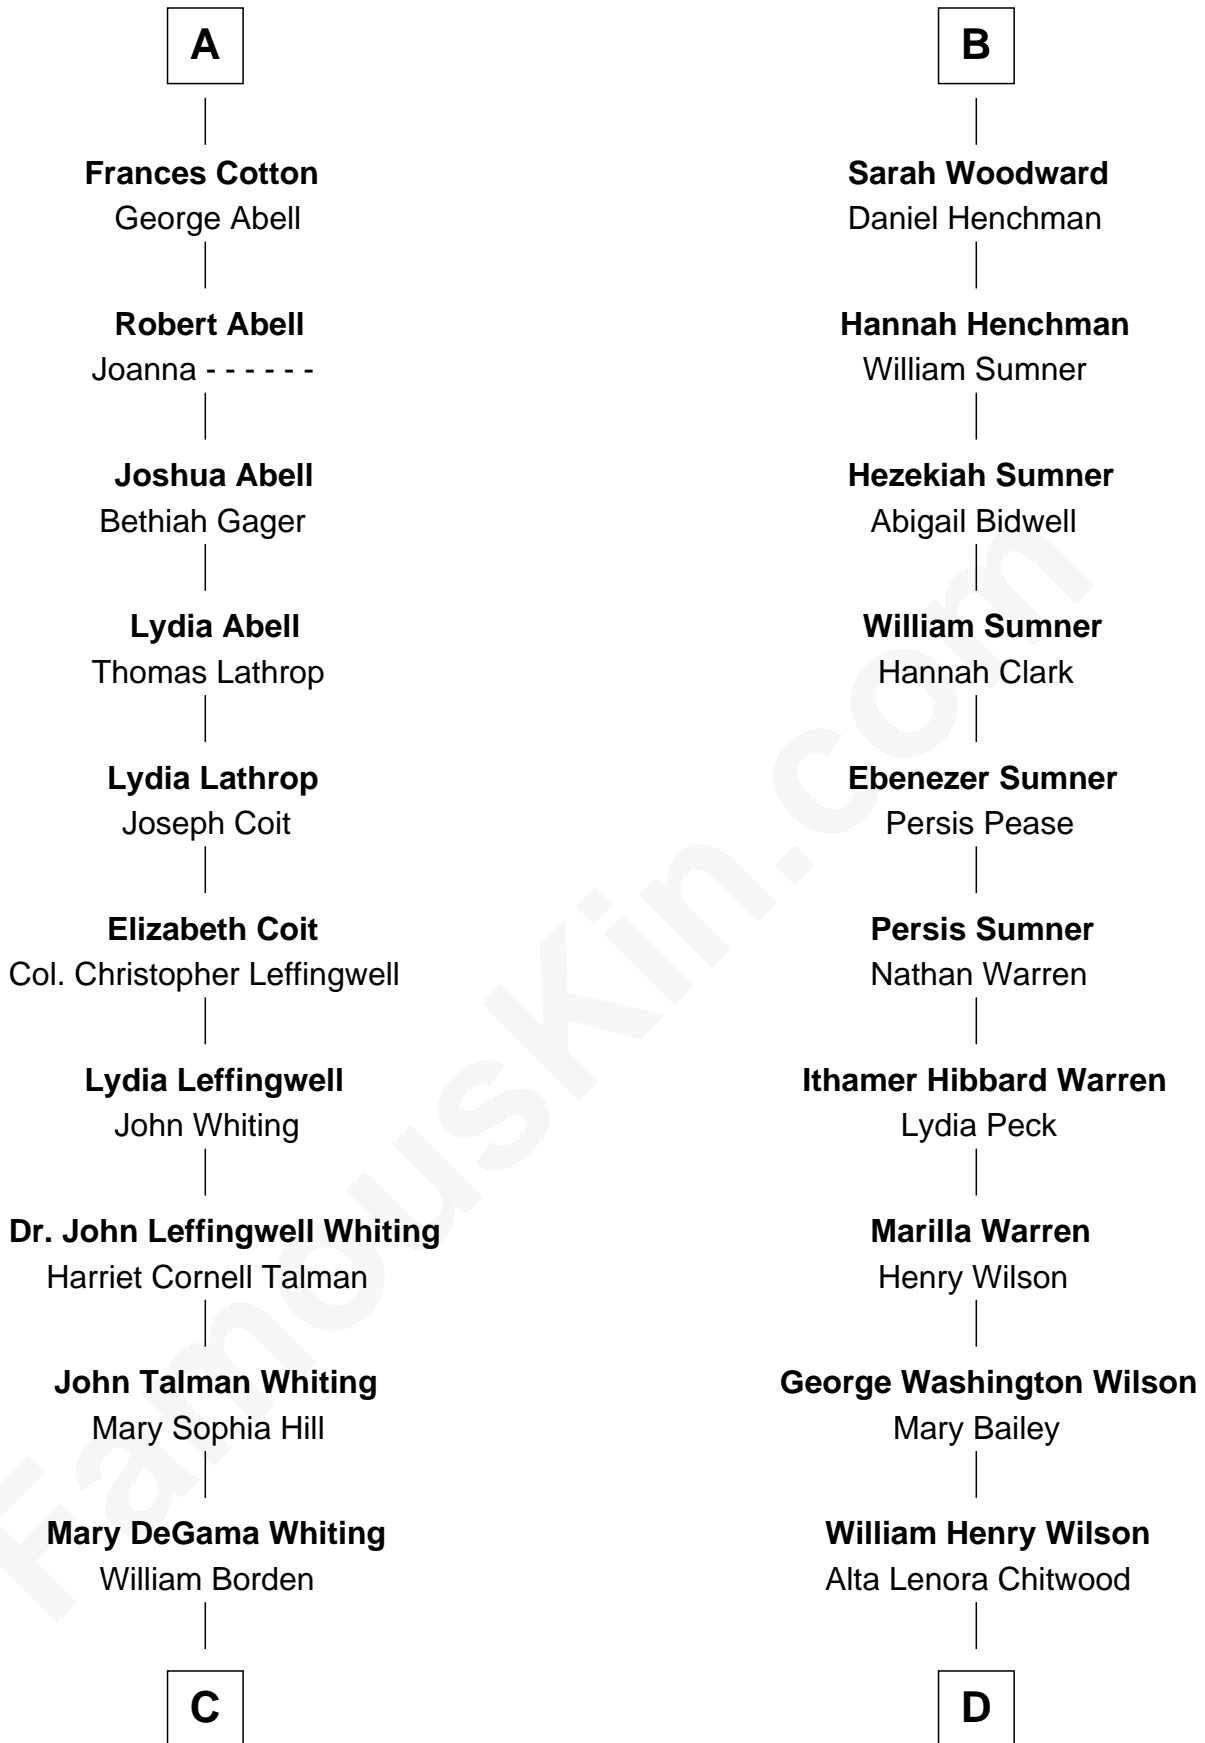 A
Frances Cotton
George Abell
Robert Abell
Joanna - - - - - -
Joshua Abell
Bethiah Gager
Lydia Abell
Thomas Lathrop
Lydia Lathrop
Joseph Coit
Elizabeth Coit
Col. Christopher Leffingwell
Lydia Leffingwell
John Whiting
Dr. John Leffingwell Whiting
Harriet Cornell Talman
John Talman Whiting
Mary Sophia Hill
Mary DeGama Whiting
William Borden
C
B
Sarah Woodward
Daniel Henchman
Hannah Henchman
William Sumner
Hezekiah Sumner
Abigail Bidwell
William Sumner
Hannah Clark
Ebenezer Sumner
Persis Pease
Persis Sumner
Nathan Warren
Ithamer Hibbard Warren
Lydia Peck
Marilla Warren
Henry Wilson
George Washington Wilson
Mary Bailey
William Henry Wilson
Alta Lenora Chitwood
D
FamousKin.com